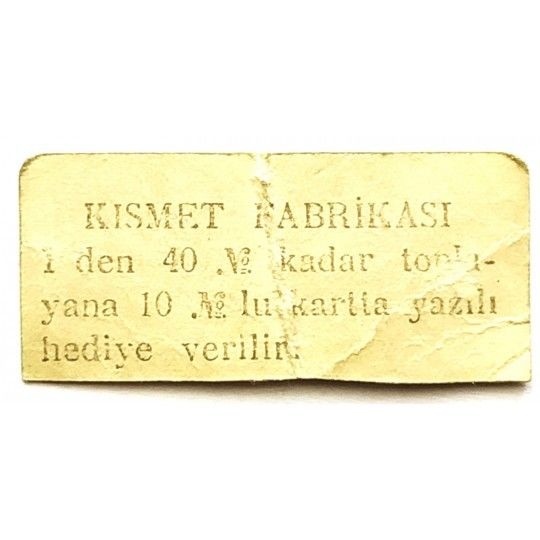 KISMET FABRİKASI
1 den 40 № kadar topla-
yana 10 № lu kartta yazılı
hediye verilir.